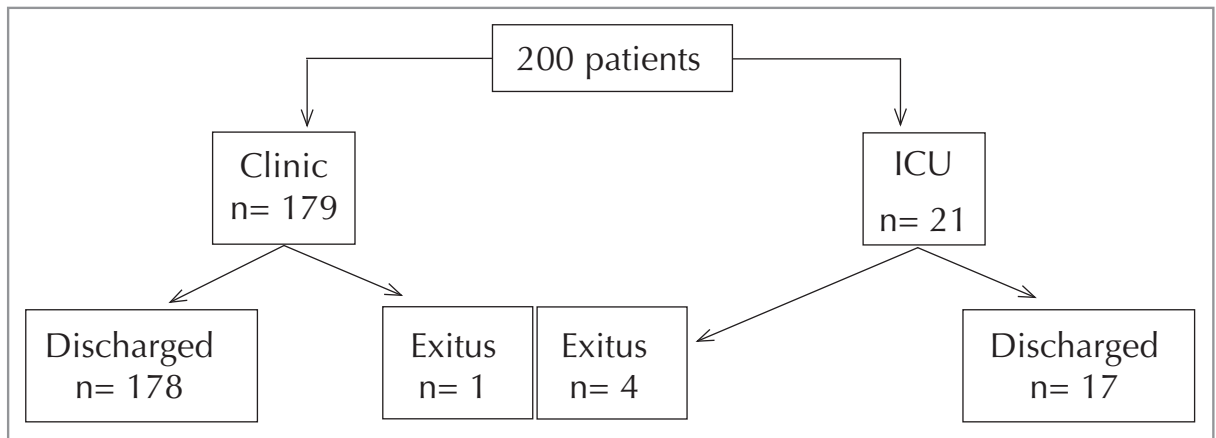 200 patients
Clinic
n= 179
ICU
n= 21
Discharged
n= 178
Exitus
n= 1
Exitus
n= 4
Discharged
n= 17